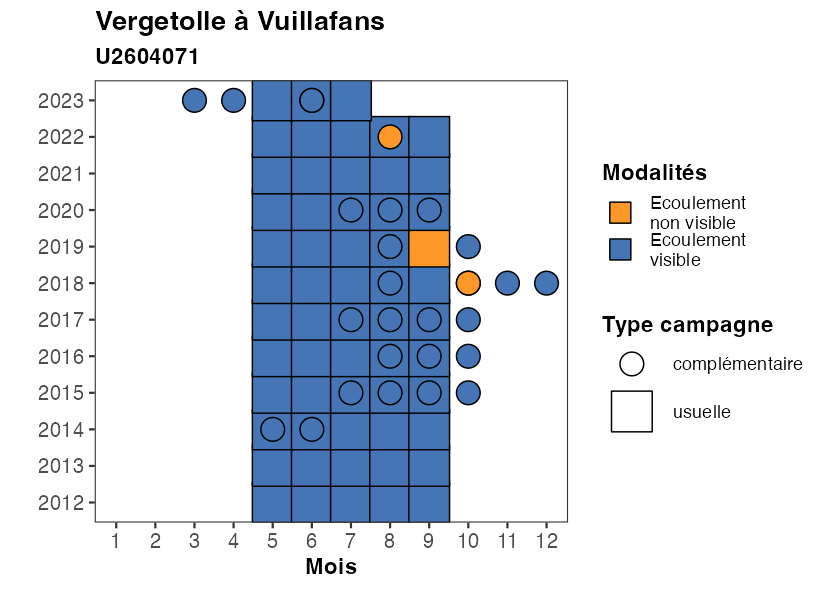 Vergetolle à Vuillafans
U2604071
2023
2022
2021
2020
2019
2018
2017
2016
2015
2014
2013
2012
1 2 3 4 5 6 7 8 9 10 11 12
Mois
Modalités
Ecoulement
non visible
Ecoulement
visible
Type campagne
complémentaire
usuelle